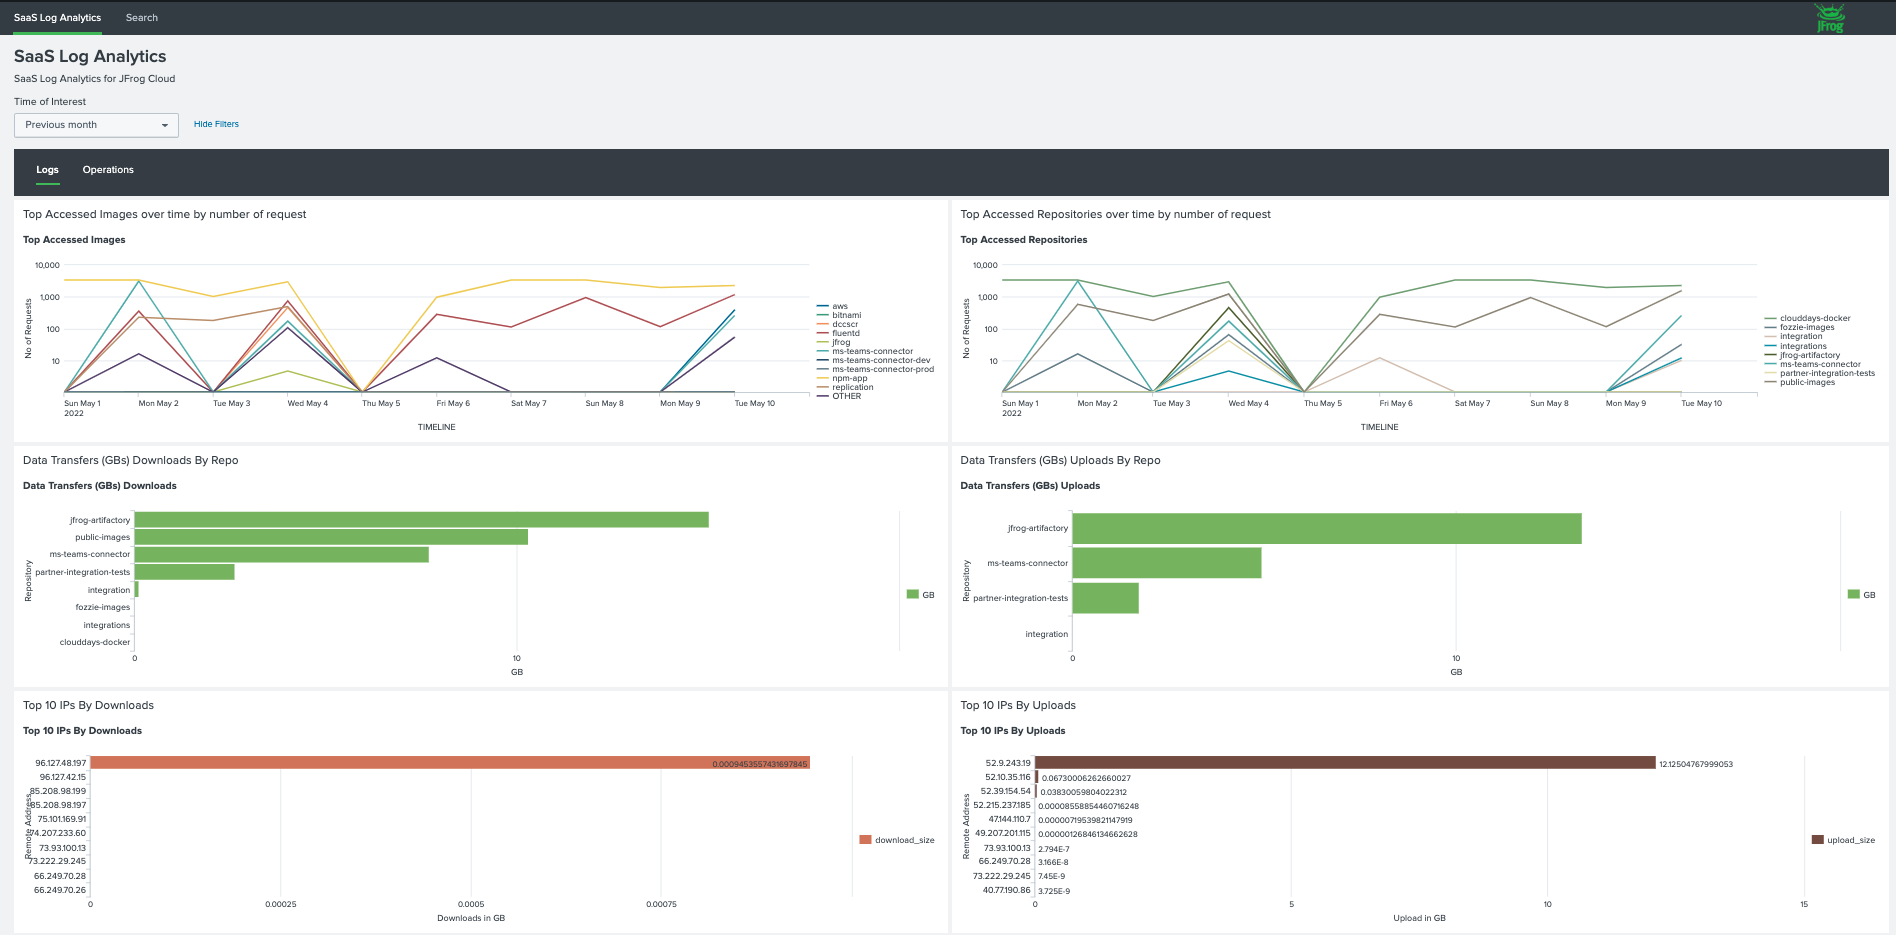 SaaS Log Analytics
Search
JFrog
SaaS Log Analytics
SaaS Log Analytics for JFrog Cloud
Time of Interest
Previous month
Hide Filters
Logs
Operations
Top Accessed Images over time by number of request
Top Accessed Images
No of Requests
10,000
1,000
100
10
Sun May 1
2022
Mon May 2
Tue May 3
Wed May 4
Thu May 5
Fri May 6
Sat May 7
Sun May 8
Mon May 9
Tue May 10
TIMELINE
aws
bitnami
dccscr
fluentd
jfrog
ms-teams-connector
ms-teams-connector-dev
ms-teams-connector-prod
npm-app
replication
OTHER
Top Accessed Repositories over time by number of request
Top Accessed Repositories
No of Requests
10,000
1,000
100
10
Sun May 1
2022
Mon May 2
Tue May 3
Wed May 4
Thu May 5
Fri May 6
Sat May 7
Sun May 8
Mon May 9
Tue May 10
TIMELINE
clouddays-docker
fozzie-images
integration
integrations
jfrog-artifactory
ms-teams-connector
partner-integration-tests
public-images
Data Transfers (GBs) Downloads By Repo
Data Transfers (GBs) Downloads
Repository
jfrog-artifactory
public-images
ms-teams-connector
partner-integration-tests
integration
fozzie-images
integrations
clouddays-docker
0
10
GB
GB
Data Transfers (GBs) Uploads By Repo
Data Transfers (GBs) Uploads
Repository
jfrog-artifactory
ms-teams-connector
partner-integration-tests
integration
0
10
GB
GB
Top 10 IPs By Downloads
Top 10 IPs By Downloads
Remote Address
96.127.48.197
0.0009453557431697845
96.127.42.15
85.208.98.199
85.208.98.197
75.101.169.91
74.207.233.60
73.93.100.13
73.222.29.245
66.249.70.28
66.249.70.26
0
0.00025
0.0005
0.00075
Downloads in GB
download_size
Top 10 IPs By Uploads
Top 10 IPs By Uploads
Remote Address
52.9.243.19
12.12504767999053
52.10.35.116
0.06730006262660027
52.39.154.54
0.03830059804022312
52.215.237.185
0.00008558854460716248
47.144.110.7
0.00000719539821147919
49.207.201.115
0.00000126846134662628
73.93.100.13
2.794E-7
66.249.70.28
3.166E-8
73.222.29.245
7.45E-9
40.77.190.86
3.725E-9
0
5
10
15
Upload in GB
upload_size